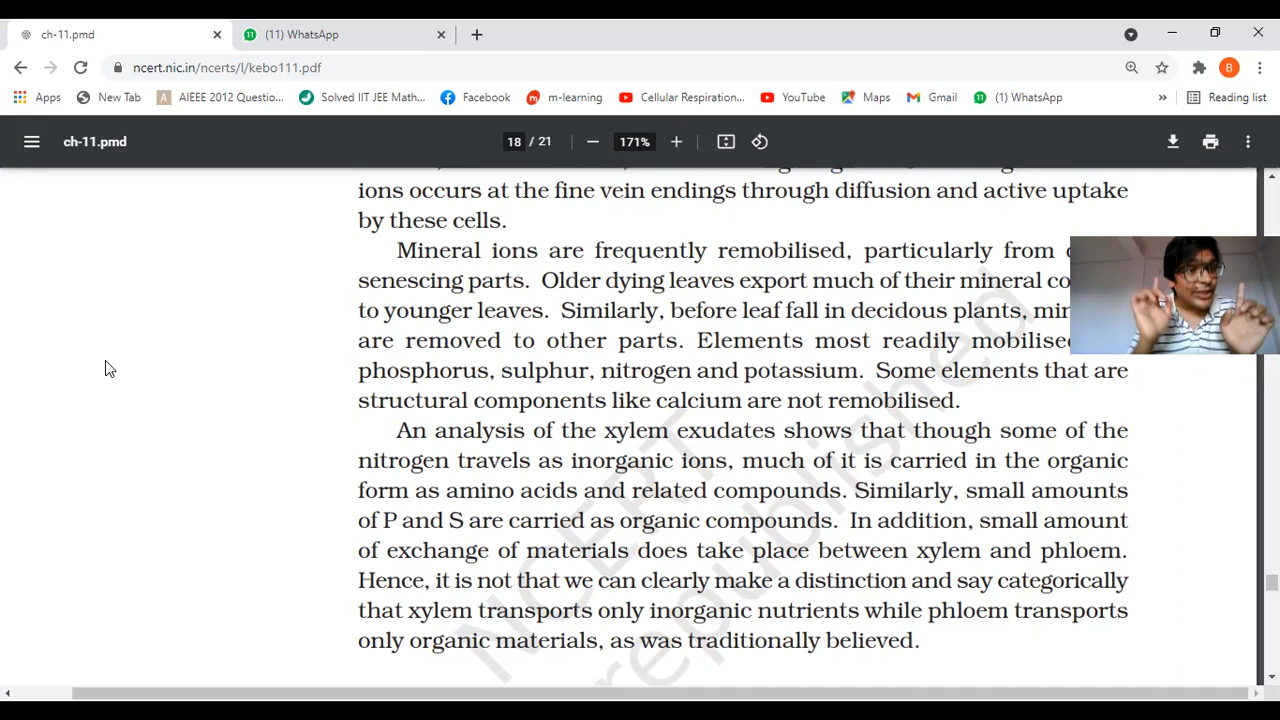 ch-11.pmd
(11) WhatsApp
ncert.nic.in/ncerts/l/kebo111.pdf
B
Apps
New Tab
AIEEE 2012 Questio...
Solved IIT JEE Math...
Facebook
m-learning
Cellular Respiration...
YouTube
Maps
Gmail
(11) WhatsApp
Reading list
ch-11.pmd
18 / 21
171%
ions occurs at the fine vein endings through diffusion and active uptake
by these cells.
Mineral ions are frequently remobilised, particularly from
senescing parts. Older dying leaves export much of their mineral
to younger leaves. Similarly, before leaf fall in decidous plants,
are removed to other parts. Elements most readily
phosphorus, sulphur, nitrogen and potassium. Some elements that are
structural components like calcium are not remobilised.
An analysis of the xylem exudates shows that though some of the
nitrogen travels as inorganic ions, much of it is carried in the organic
form as amino acids and related compounds. Similarly, small amounts
of P and S are carried as organic compounds. In addition, small amount
of exchange of materials does take place between xylem and phloem.
Hence, it is not that we can clearly make a distinction and say categorically
that xylem transports only inorganic nutrients while phloem transports
only organic materials, as was traditionally believed.
NCERT
republished